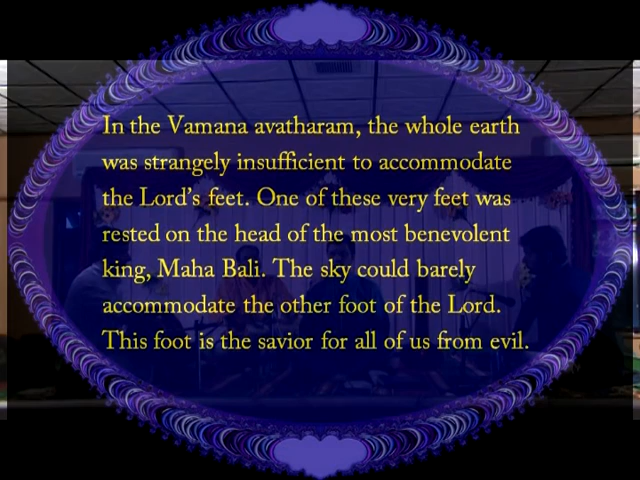 In the Vamana avatharam, the whole earth
was strangely insufficient to accommodate
the Lord's feet. One of these very feet was
rested on the head of the most benevolent
king, Maha Bali. The sky could barely
accommodate the other foot of the Lord.
This foot is the savior for all of us from evil.